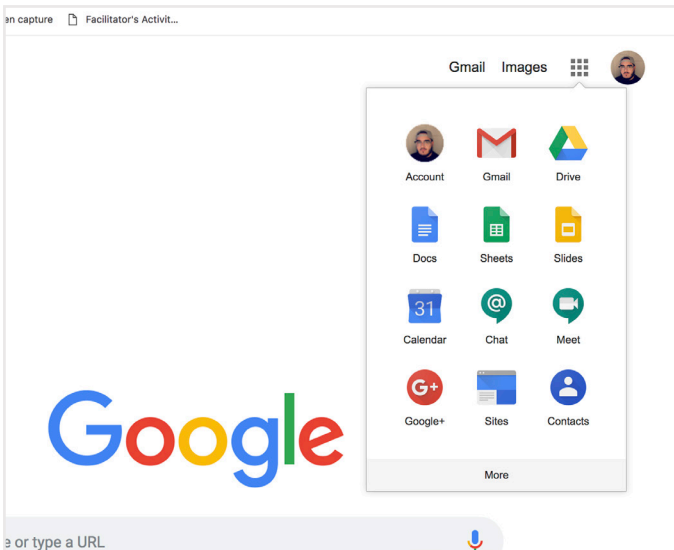 en capture Facilitator's Activit...
Gmail Images
Account Gmail Drive
Docs Sheets Slides
31
Calendar Chat Meet
G+
Google+ Sites Contacts
Google
More
e or type a URL